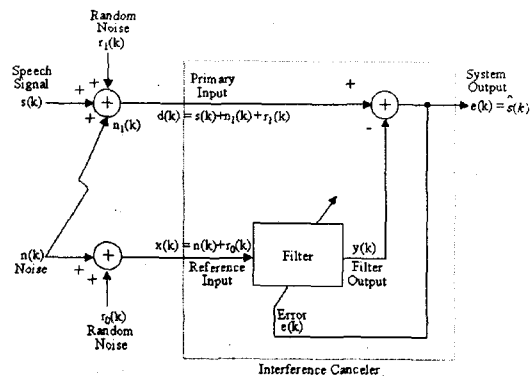 Random
Noise
r₁(k)
Speech
Signal
s(k)
+
+
+
+
n₁(k)
Primary
Input
d(k) = s(k)+n₁(k)+r₁(k)
+
+
-
System
Output
e(k) = ŝ(k)
n(k)
Noise
+
+
+
x(k) = n(k)+r₀(k)
Reference
Input
Filter
y(k)
Filter
Output
r₀(k)
Random
Noise
Error
e(k)
Interference Canceler